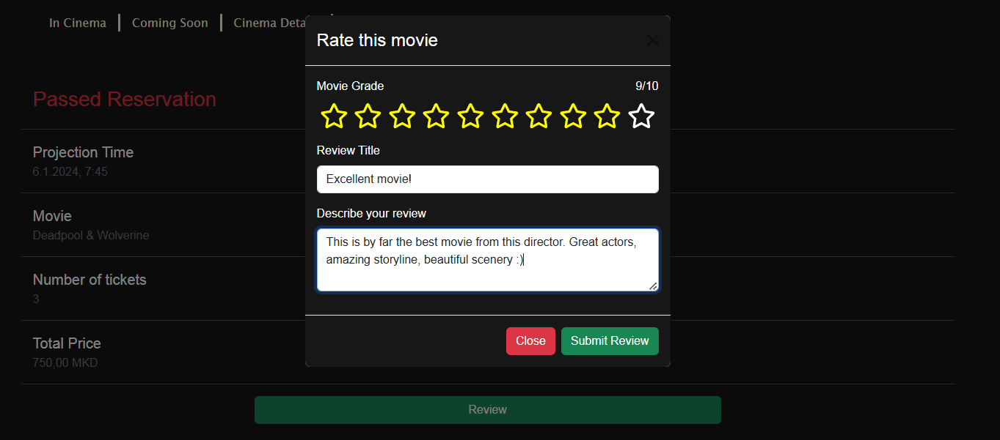 In Cinema
Coming Soon
Cinema Deta
Rate this movie
Movie Grade
9/10
Review Title
Excellent movie!
Describe your review
This is by far the best movie from this director. Great actors,
amazing storyline, beautiful scenery :)
Close
Submit Review
Passed Reservation
Projection Time
6.1.2024, 7:45
Movie
Deadpool & Wolverine
Number of tickets
3
Total Price
750,00 MKD
Review